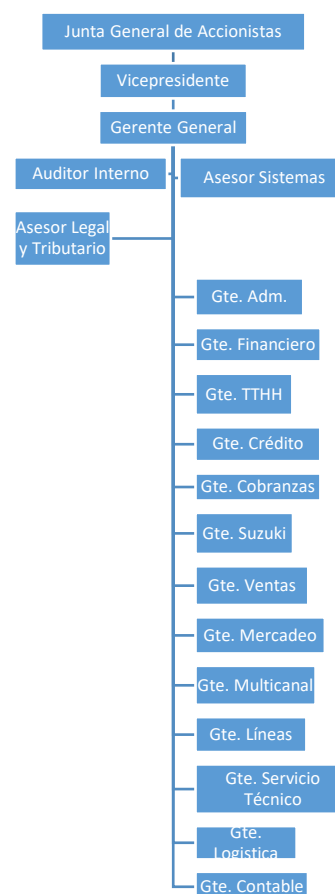 Junta General de Accionistas
Vicepresidente
Gerente General
Auditor Interno
Asesor Sistemas
Asesor Legal
y Tributario
Gte. Adm.
Gte. Financiero
Gte. TTHH
Gte. Crédito
Gte. Cobranzas
Gte. Suzuki
Gte. Ventas
Gte. Mercadeo
Gte. Multicanal
Gte. Líneas
Gte. Servicio
Técnico
Gte.
Logistica
Gte. Contable